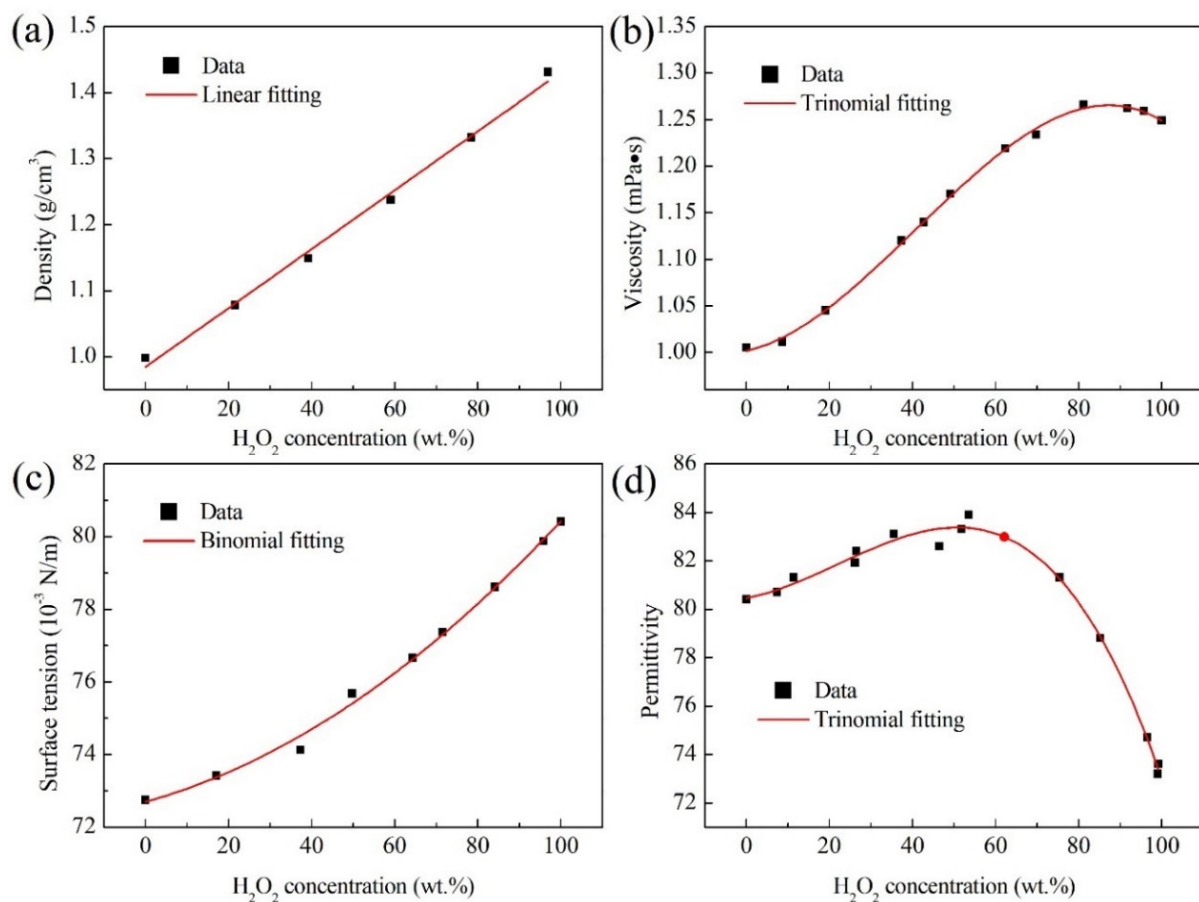 (a)
1.5
1.4
1.3
1.2
1.1
1.0
Density (g/cm³)
Data
Linear fitting
0 20 40 60 80 100
H₂O₂ concentration (wt.%)
(b)
1.35
1.30
1.25
1.20
1.15
1.10
1.05
1.00
Viscosity (mPa•s)
Data
Trinomial fitting
0 20 40 60 80 100
H₂O₂ concentration (wt.%)
(c)
82
80
78
76
74
72
Surface tension (10⁻³ N/m)
Data
Binomial fitting
0 20 40 60 80 100
H₂O₂ concentration (wt.%)
(d)
86
84
82
80
78
76
74
72
Permittivity
Data
Trinomial fitting
0 20 40 60 80 100
H₂O₂ concentration (wt.%)